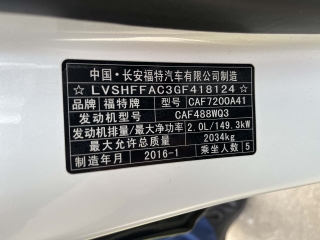 中国·长安福特汽车有限公司制造
☆ LVSHFFAC3GF418124 ☆
品牌 福特牌 型号 CAF7200A41
发动机型号 CAF488WQ3
发动机排量/最大净功率 2.0L/149.3kW
最大允许总质量 2034kg
制造年月 2016-1 乘坐人数 5